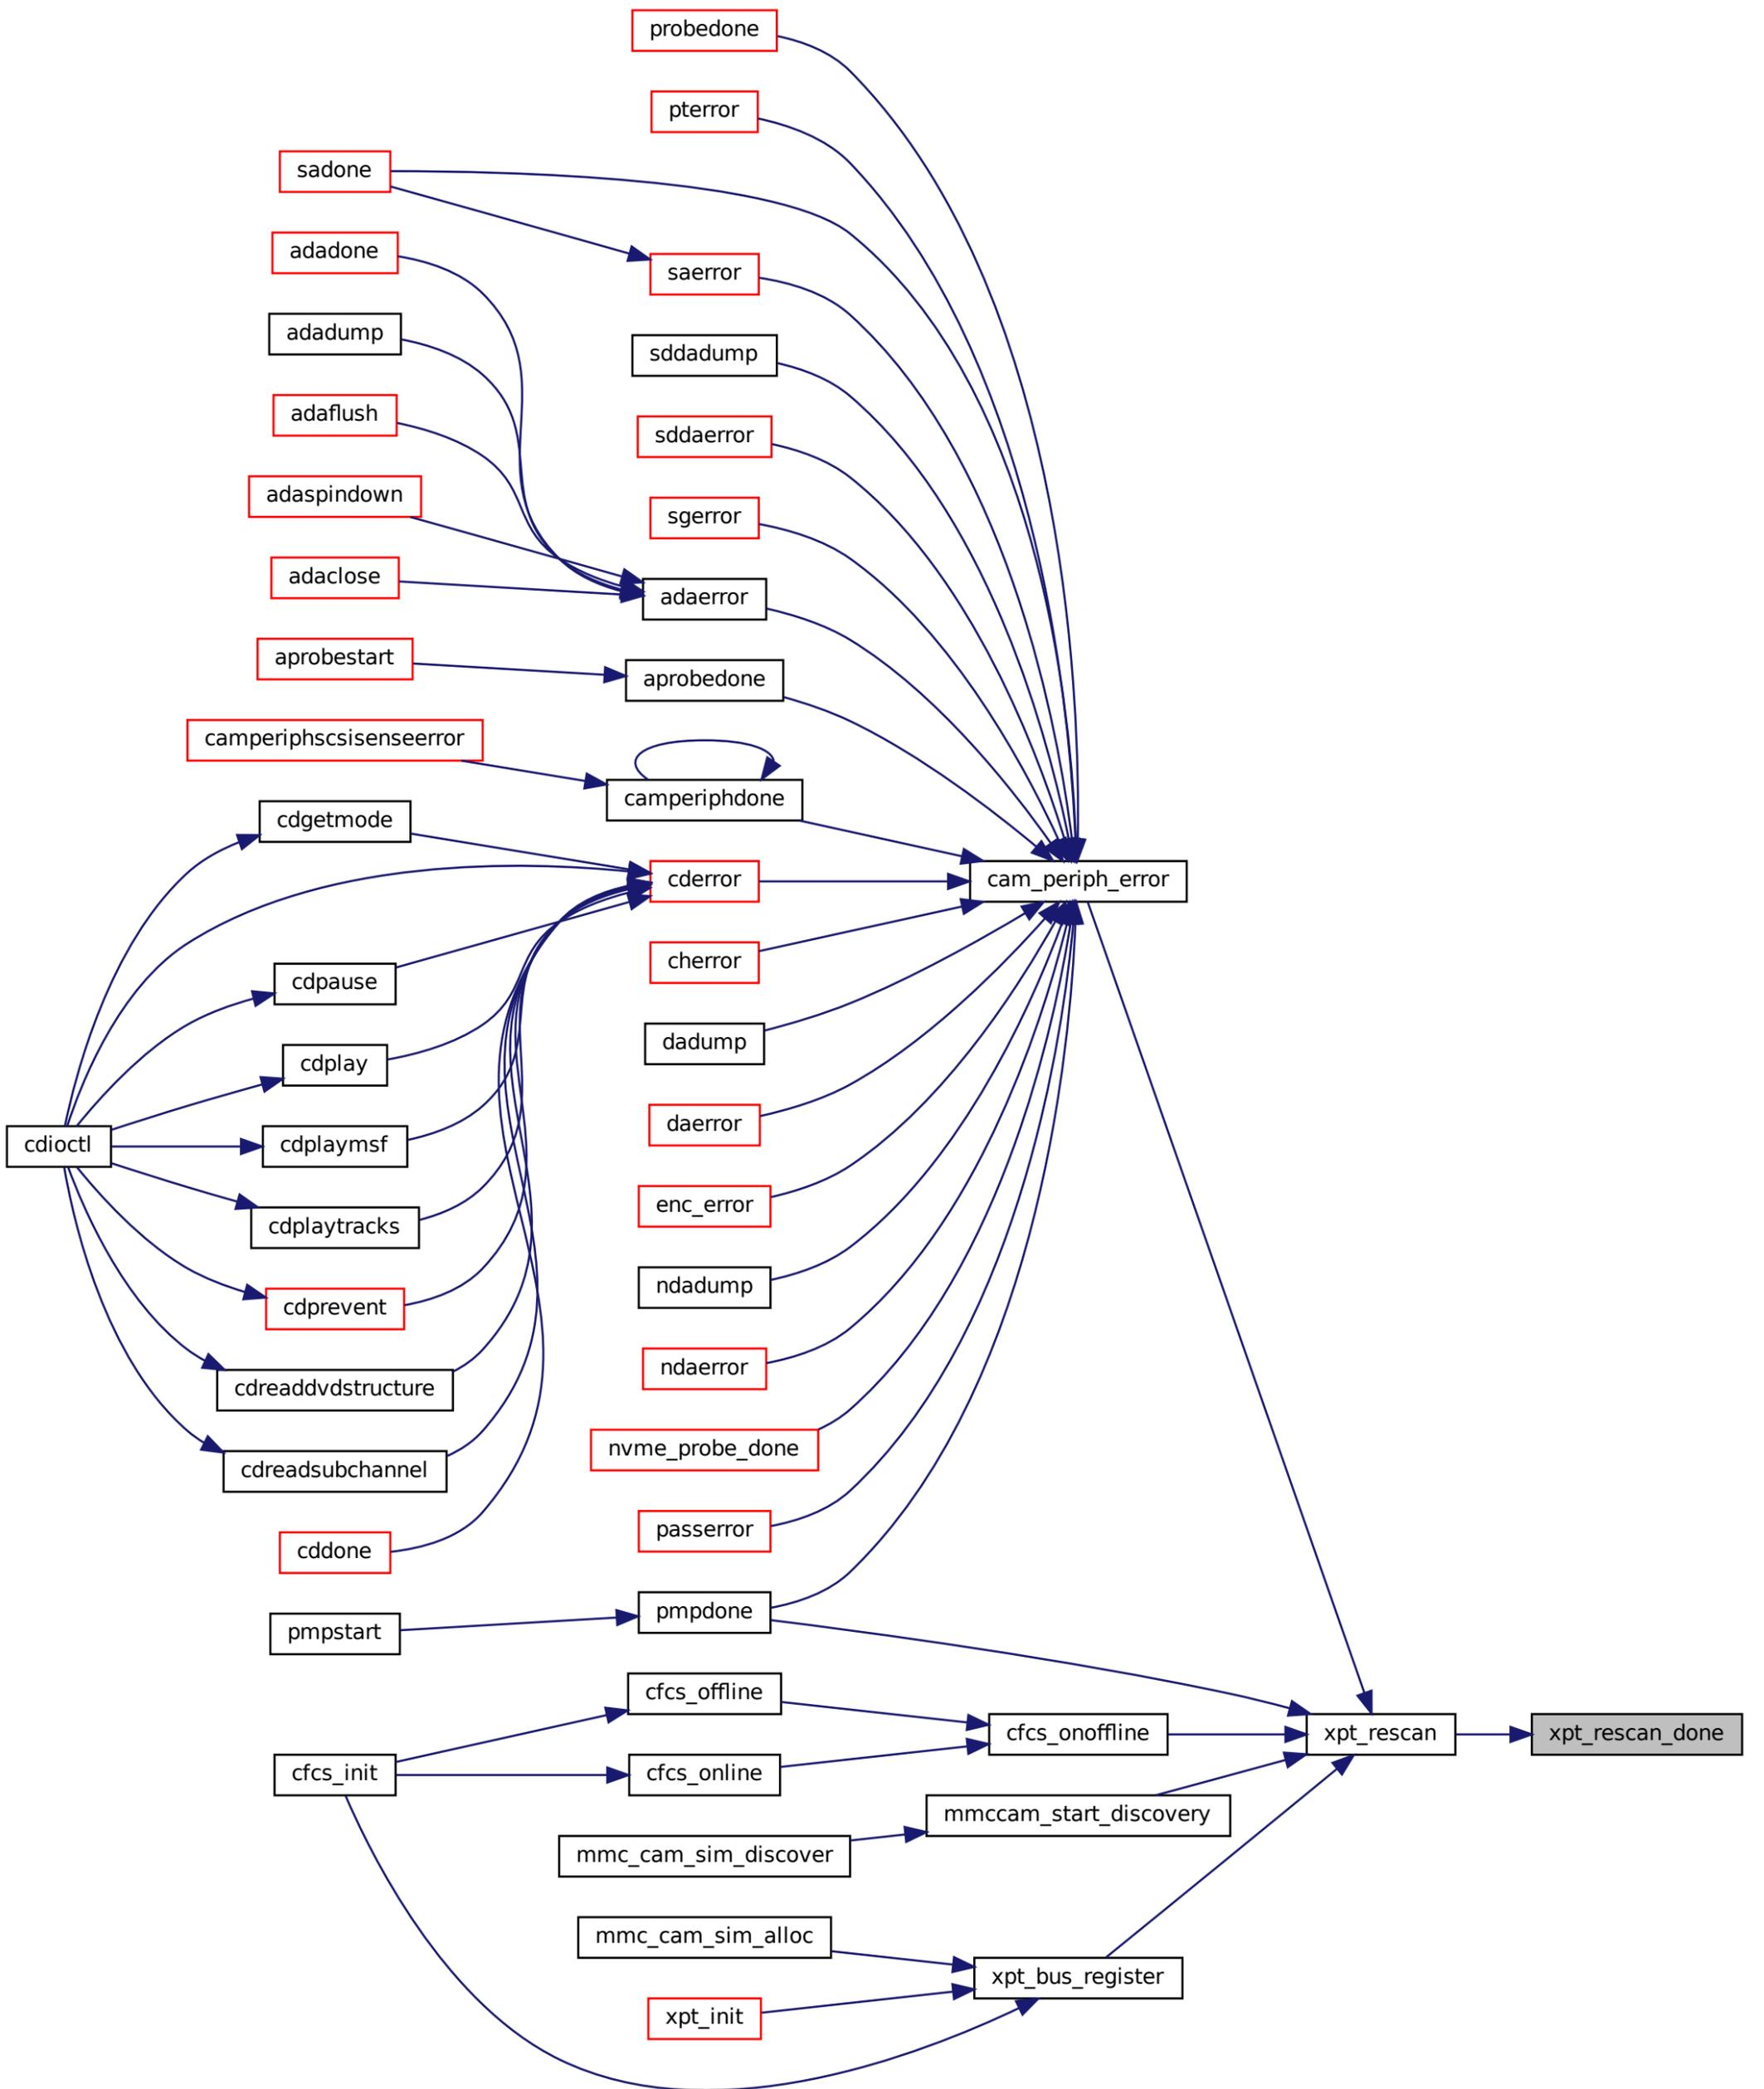 probedone
pterror
sadone
adadone
saerror
adadump
sddadump
adaflush
sddaerror
adaspindown
sgerror
adaclose
adaerror
aprobestart
aprobedone
camperiphscsisenseerror
camperiphdone
cdgetmode
cderror
cam_periph_error
cherror
cdpause
dadump
cdplay
daerror
cdioctl
cdplaymsf
enc_error
cdplaytracks
ndadump
cdprevent
ndaerror
cdreaddvdstructure
nvme_probe_done
cdreadsubchannel
passerror
cddone
pmpdone
pmpstart
cfcs_offline
cfcs_onoffline
xpt_rescan
xpt_rescan_done
cfcs_init
cfcs_online
mmccam_start_discovery
mmc_cam_sim_discover
mmc_cam_sim_alloc
xpt_bus_register
xpt_init